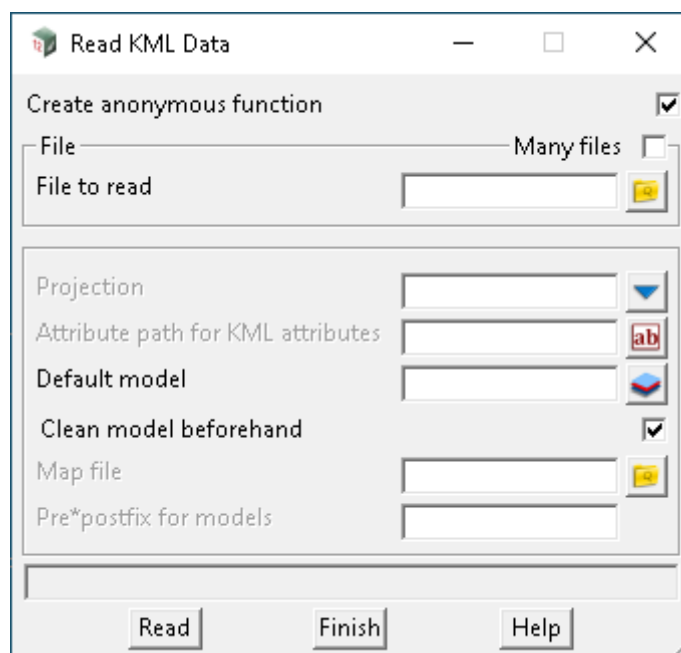 Read KML Data
Create anonymous function
File Many files
File to read
Projection
Attribute path for KML attributes
ab
Default model
Clean model beforehand
Map file
Pre*postfix for models
Read Finish Help